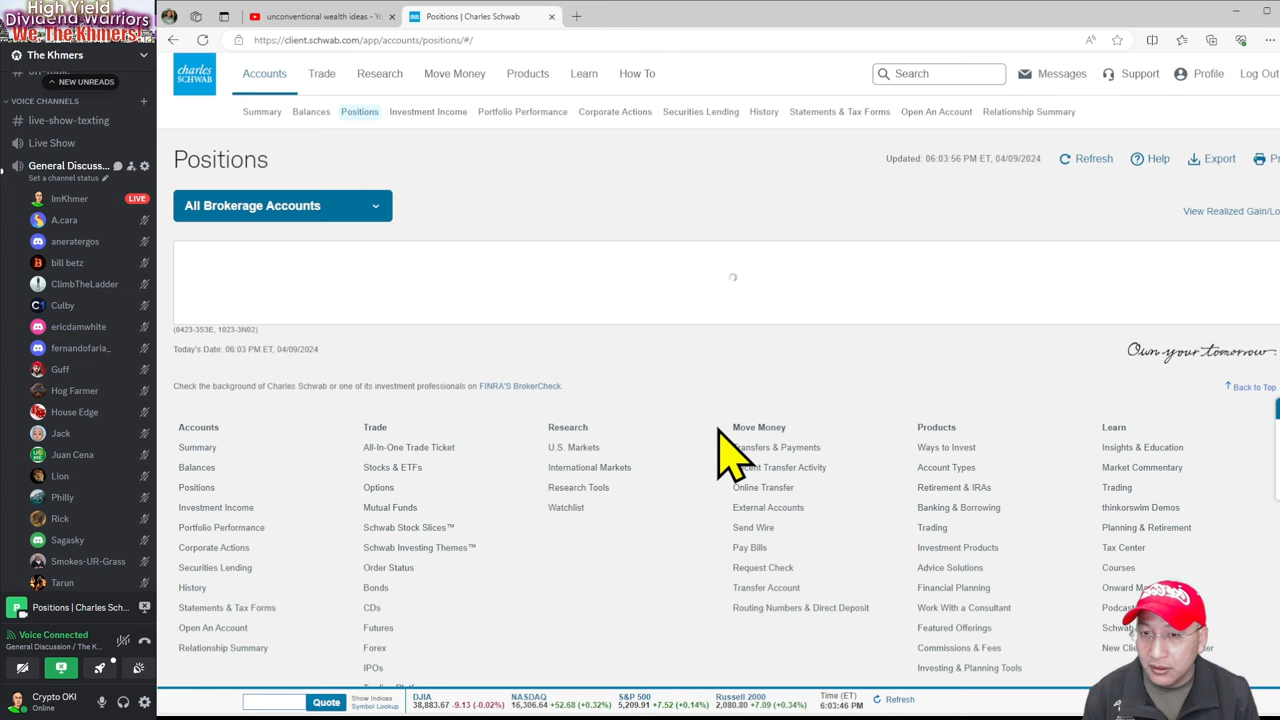 High Yield
Dividend Warriors
We The Khmers!
The Khmers
NEW UNREADS
VOICE CHANNELS
live-show-texting
Live Show
General Discuss...
Set a channel status
ImKhmer
LIVE
A.cara
aneratergos
bill betz
ClimbTheLadder
Culby
ericdamwhite
fernandofaria_
Guff
Hog Farmer
House Edge
Jack
Juan Cena
Lion
Philly
Rick
Sagasky
Smokes-UR-Grass
Tarun
Positions | Charles Sch...
Voice Connected
General Discussion / The K...
Crypto OKI
Online
unconventional wealth ideas - Yo
Positions | Charles Schwab
https://client.schwab.com/app/accounts/positions/#/
charles
SCHWAB
Accounts
Trade
Research
Move Money
Products
Learn
How To
Search
Messages
Support
Profile
Log Out
Summary
Balances
Positions
Investment Income
Portfolio Performance
Corporate Actions
Securities Lending
History
Statements & Tax Forms
Open An Account
Relationship Summary
Positions
Updated: 06:03:56 PM ET, 04/09/2024
Refresh
Help
Export
Pr
All Brokerage Accounts
View Realized Gain/Lo
(0423-3S3E, 1023-3N02)
Today's Date: 06:03 PM ET, 04/09/2024
Own your tomorrow
Check the background of Charles Schwab or one of its investment professionals on FINRA'S BrokerCheck.
Back to Top
Accounts
Summary
Balances
Positions
Investment Income
Portfolio Performance
Corporate Actions
Securities Lending
History
Statements & Tax Forms
Open An Account
Relationship Summary
Trade
All-In-One Trade Ticket
Stocks & ETFs
Options
Mutual Funds
Schwab Stock Slices™
Schwab Investing Themes™
Order Status
Bonds
CDs
Futures
Forex
IPOs
Research
U.S. Markets
International Markets
Research Tools
Watchlist
Move Money
Transfers & Payments
Recent Transfer Activity
Online Transfer
External Accounts
Send Wire
Pay Bills
Request Check
Transfer Account
Routing Numbers & Direct Deposit
Products
Ways to Invest
Account Types
Retirement & IRAs
Banking & Borrowing
Trading
Investment Products
Advice Solutions
Financial Planning
Work With a Consultant
Featured Offerings
Commissions & Fees
Investing & Planning Tools
Learn
Insights & Education
Market Commentary
Trading
thinkorswim Demos
Planning & Retirement
Tax Center
Courses
Onward M
Podcas
Schw
New Clie
Quote
Show Indices
Symbol Lookup
DJIA
38,883.67 -9.13 (-0.02%)
NASDAQ
16,306.64 +52.68 (+0.32%)
S&P 500
5,209.91 +7.52 (+0.14%)
Russell 2000
2,080.80 +7.09 (+0.34%)
Time (ET)
6:03:46 PM
Refresh